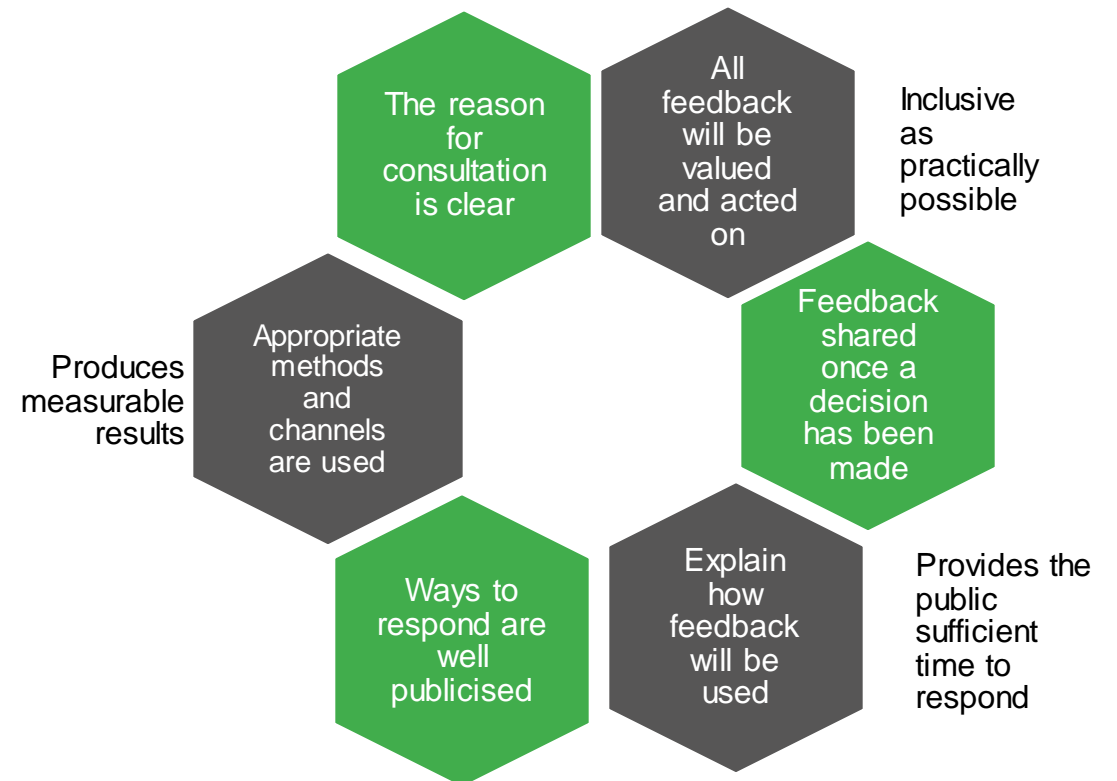 The reason
for
consultation
is clear
All
feedback
will be
valued
and acted
on
Inclusive
as
practically
possible
Produces
measurable
results
Appropriate
methods
and
channels
are used
Feedback
shared
once a
decision
has been
made
Ways to
respond are
well
publicised
Explain
how
feedback
will be
used
Provides the
public
sufficient
time to
respond